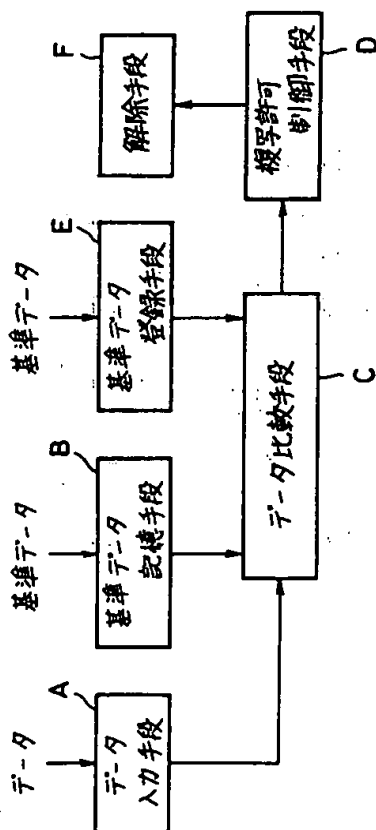 データ
A
データ
入力手段
基準データ
B
基準データ
記憶手段
基準データ
E
基準データ
登録手段
C
データ比較手段
D
複写許可
制御手段
F
解除手段